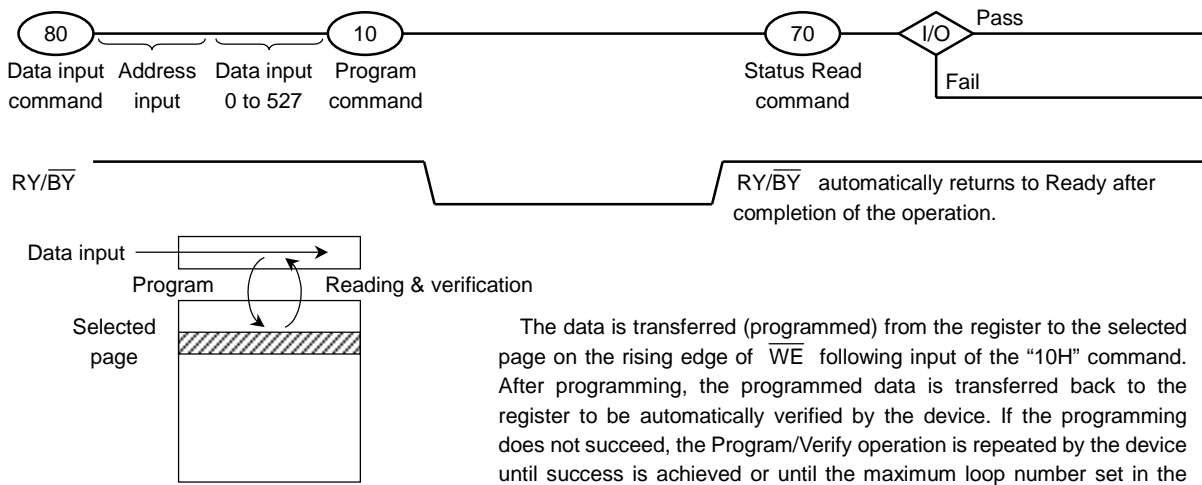 80 10 70 I/O Pass
Data input Address Data input Program Status Read Fail
command input 0 to 527 command command
RY/BY RY/BY automatically returns to Ready after
completion of the operation.
Data input
Program Reading & verification
Selected
page
The data is transferred (programmed) from the register to the selected
page on the rising edge of WE following input of the “10H” command.
After programming, the programmed data is transferred back to the
register to be automatically verified by the device. If the programming
does not succeed, the Program/Verify operation is repeated by the device
until success is achieved or until the maximum loop number set in the